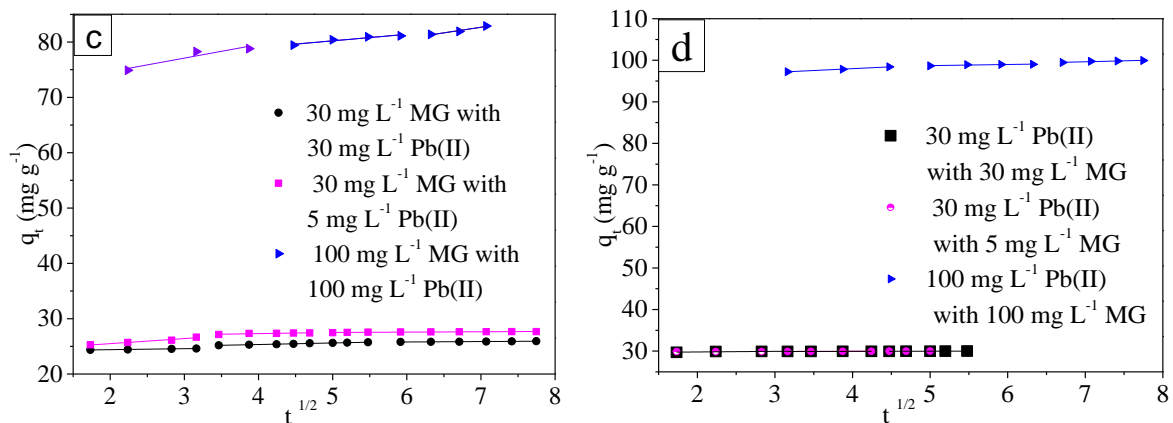 c
80
70
60
50
40
30
20
q_t (mg g^-1)
30 mg L^-1 MG with
30 mg L^-1 Pb(II)
30 mg L^-1 MG with
5 mg L^-1 Pb(II)
100 mg L^-1 MG with
100 mg L^-1 Pb(II)
1 2 3 4 5 6 7 8
t^1/2
d
110
100
90
80
70
60
50
40
30
20
q_t (mg g^-1)
30 mg L^-1 Pb(II)
with 30 mg L^-1 MG
30 mg L^-1 Pb(II)
with 5 mg L^-1 MG
100 mg L^-1 Pb(II)
with 100 mg L^-1 MG
2 3 4 5 6 7 8
t^1/2